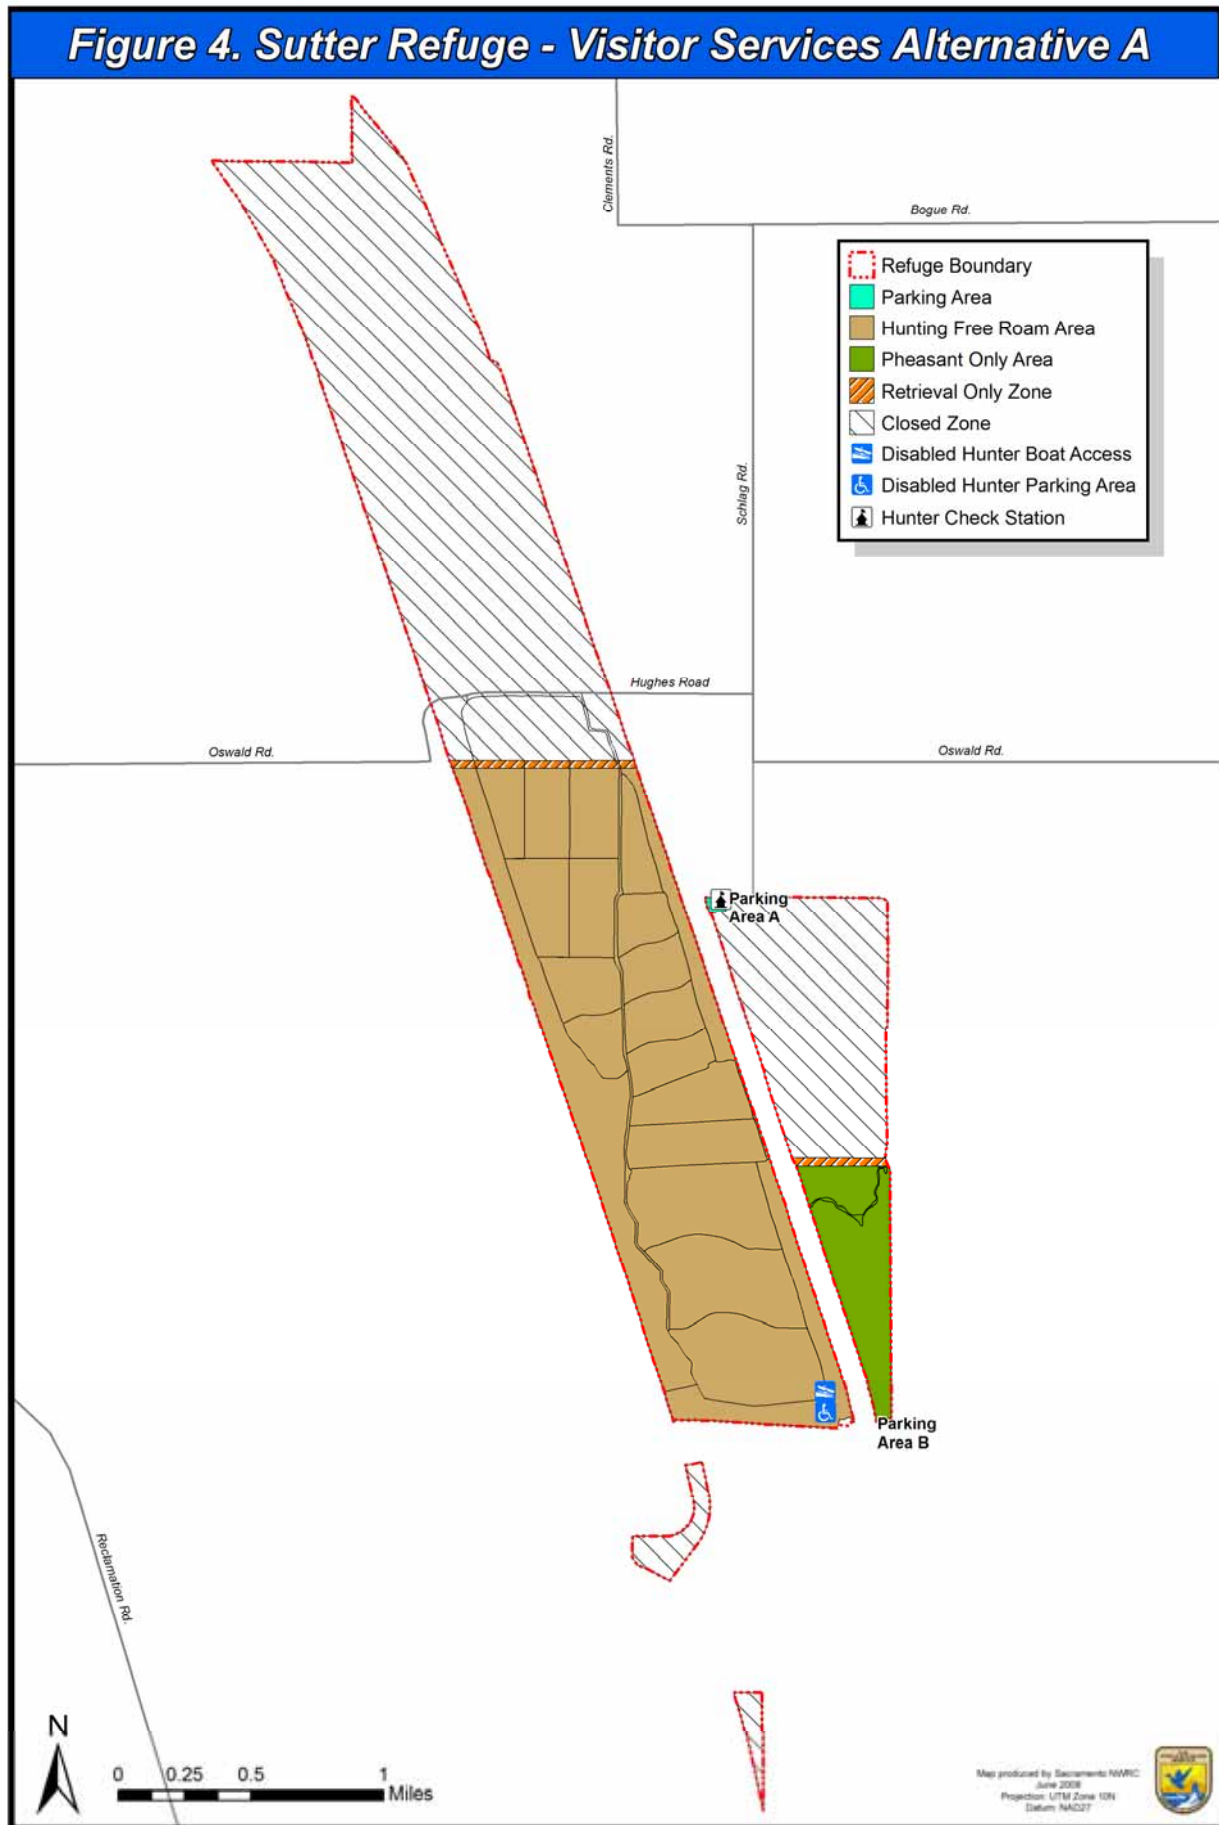 Figure 4. Sutter Refuge - Visitor Services Alternative A
Clements Rd.
Bogue Rd.
Refuge Boundary
Parking Area
Hunting Free Roam Area
Pheasant Only Area
Retrieval Only Zone
Closed Zone
Disabled Hunter Boat Access
Disabled Hunter Parking Area
Hunter Check Station
Schlag Rd.
Hughes Road
Oswald Rd.
Oswald Rd.
Parking
Area A
Parking
Area B
Reclamation Rd.
N
0 0.25 0.5 1
Miles
Map produced by Sacramento NWRC
June 2008
Projection: UTM Zone 10N
Datum: NAD27